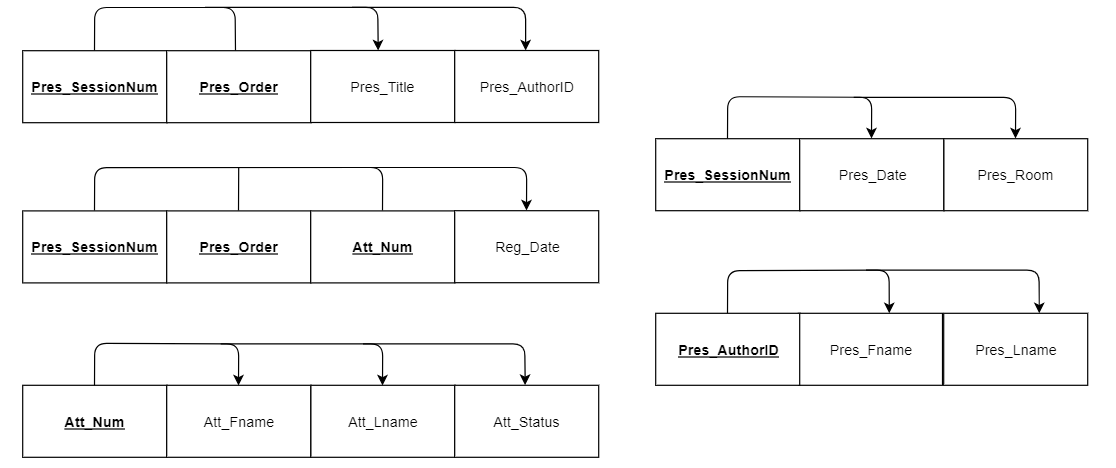 Pres_SessionNum Pres_Order Pres_Title Pres_AuthorID
Pres_SessionNum Pres_Order Att_Num Reg_Date
Att_Num Att_Fname Att_Lname Att_Status
Pres_SessionNum Pres_Date Pres_Room
Pres_AuthorID Pres_Fname Pres_Lname